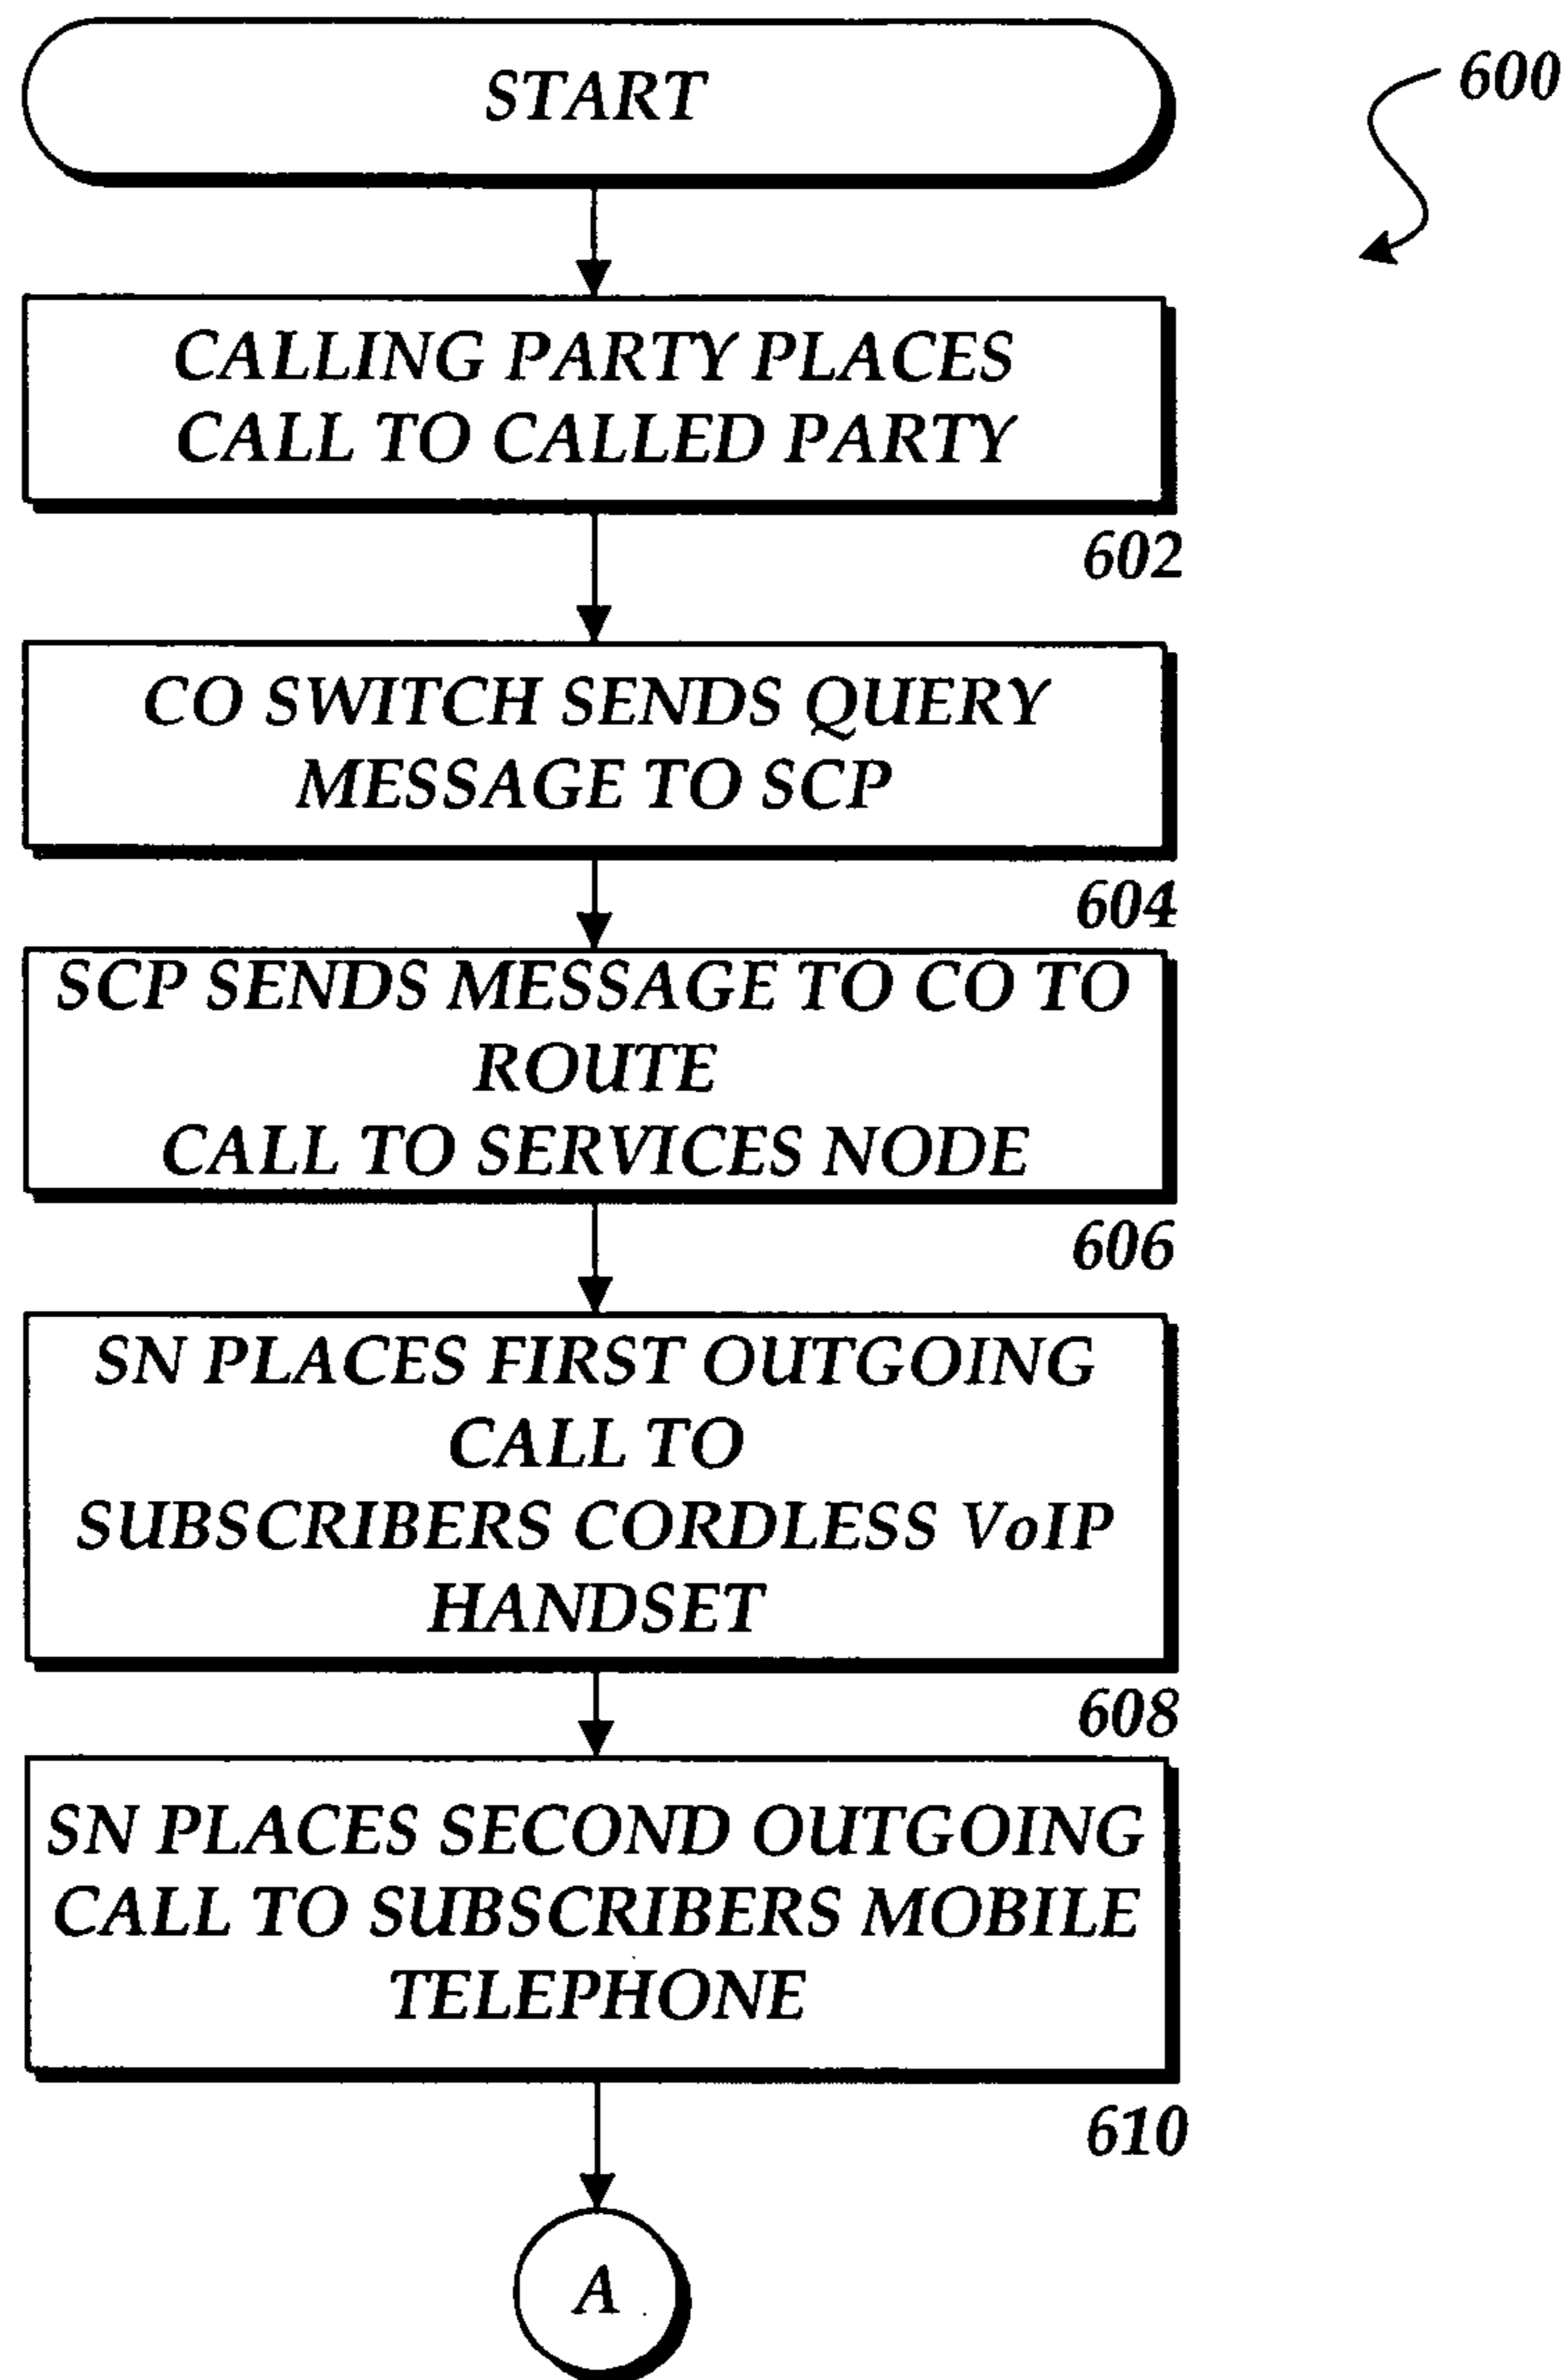 START
600
CALLING PARTY PLACES
CALL TO CALLED PARTY
602
CO SWITCH SENDS QUERY
MESSAGE TO SCP
604
SCP SENDS MESSAGE TO CO TO
ROUTE
CALL TO SERVICES NODE
606
SN PLACES FIRST OUTGOING
CALL TO
SUBSCRIBERS CORDLESS VoIP
HANDSET
608
SN PLACES SECOND OUTGOING
CALL TO SUBSCRIBERS MOBILE
TELEPHONE
610
A